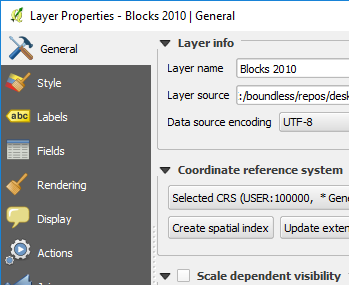 Layer Properties - Blocks 2010 | General
General
Style
Labels
Fields
Rendering
Display
Actions
Layer info
Layer name Blocks 2010
Layer source :/boundless/repos/desk
Data source encoding UTF-8
Coordinate reference system
Selected CRS (USER:100000, * Gene
Create spatial index Update exten
Scale dependent visibility
abc